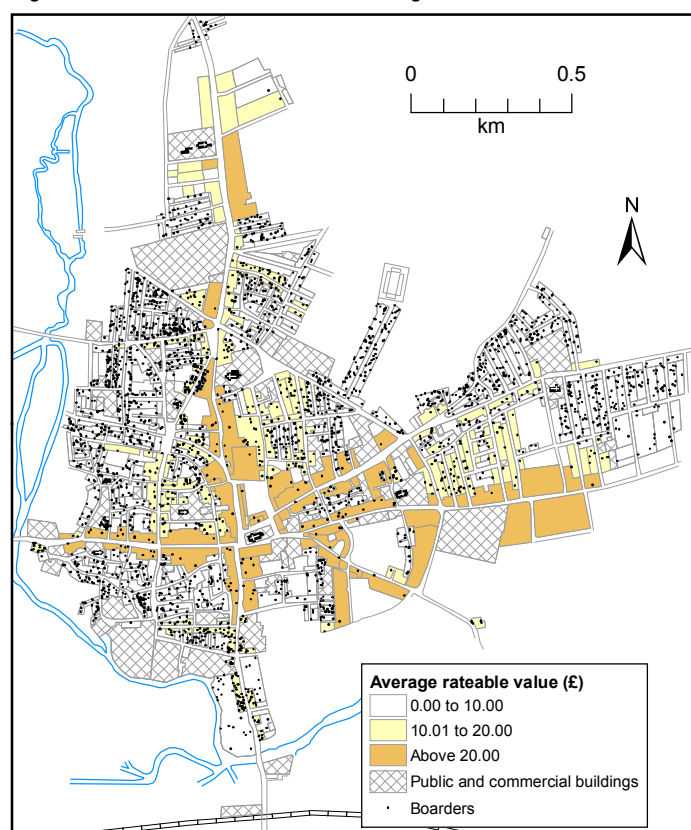 0 0.5
km
N
Average rateable value (£)
0.00 to 10.00
10.01 to 20.00
Above 20.00
Public and commercial buildings
Boarders